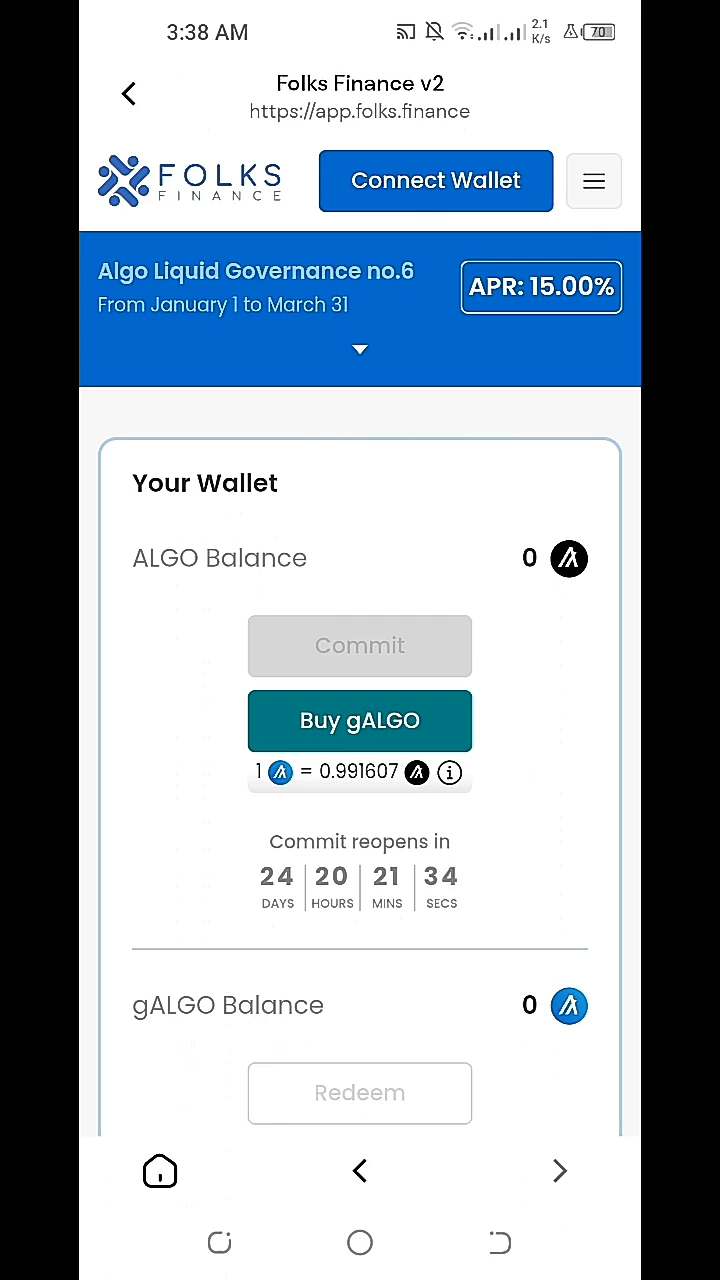 3:38 AM
2.1
K/s
70
Folks Finance v2
https://app.folks.finance
FOLKS
FINANCE
Connect Wallet
Algo Liquid Governance no.6
From January 1 to March 31
APR: 15.00%
Your Wallet
ALGO Balance 0
Commit
Buy gALGO
1 = 0.991607
Commit reopens in
24 20 21 34
DAYS HOURS MINS SECS
gALGO Balance 0
Redeem